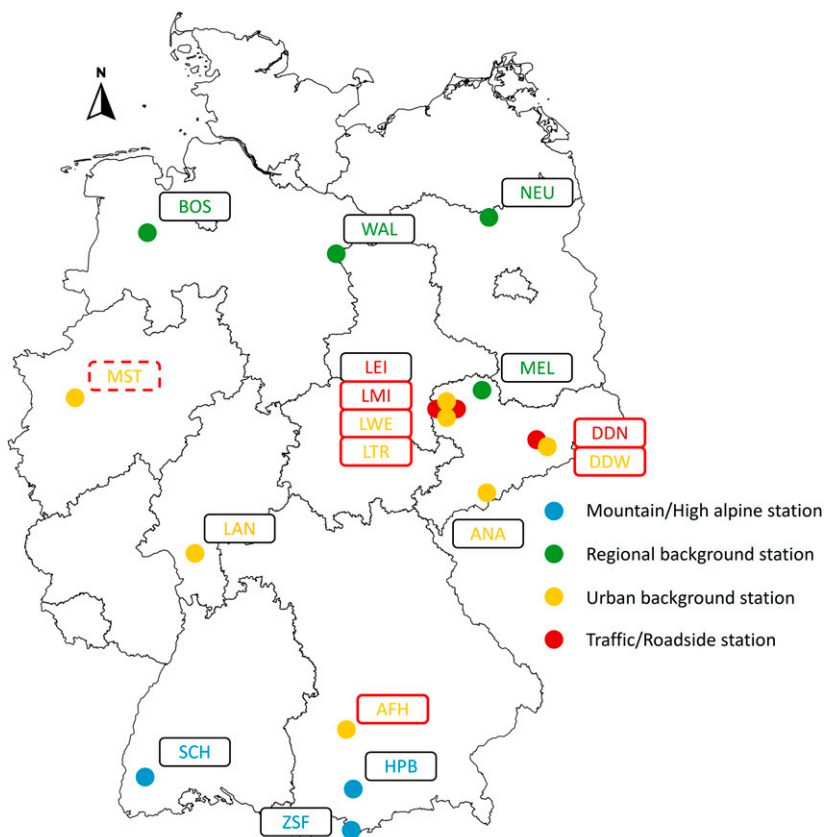 N
BOS
NEU
WAL
MST
LEI
MEL
LMI
LWE
DDN
LTR
DDW
LAN
ANA
Mountain/High alpine station
Regional background station
Urban background station
Traffic/Roadside station
AFH
SCH
HPB
ZSF